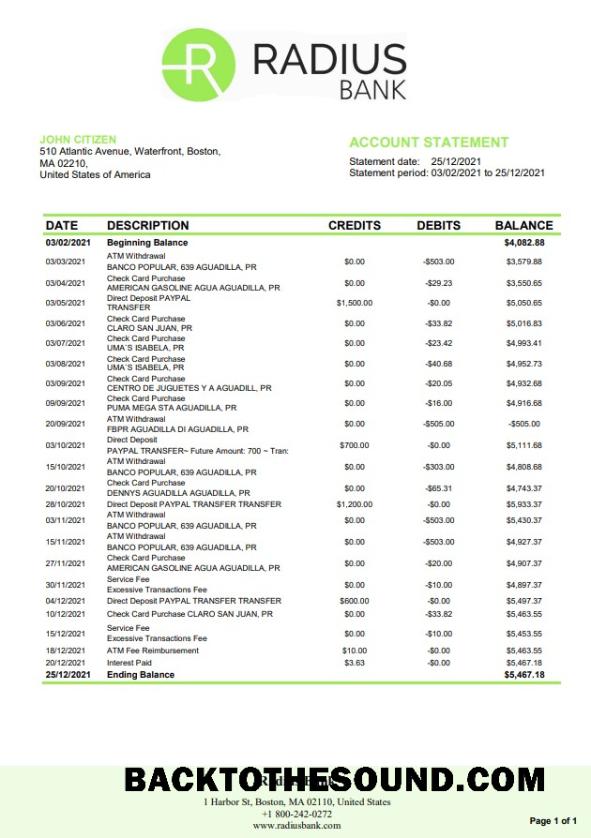 R RADIUS
BANK
JOHN CITIZEN
510 Atlantic Avenue, Waterfront, Boston,
MA 02210,
United States of America
ACCOUNT STATEMENT
Statement date: 25/12/2021
Statement period: 03/02/2021 to 25/12/2021
DATE DESCRIPTION CREDITS DEBITS BALANCE
03/02/2021 Beginning Balance $4,082.88
ATM Withdrawal
03/03/2021 BANCO POPULAR, 639 AGUADILLA, PR $0.00 -$503.00 $3,579.88
Check Card Purchase
03/04/2021 AMERICAN GASOLINE AGUA AGUADILLA, PR $0.00 -$29.23 $3,550.65
Direct Deposit PAYPAL
03/05/2021 TRANSFER $1,500.00 -$0.00 $5,050.65
Check Card Purchase
03/06/2021 CLARO SAN JUAN, PR $0.00 -$33.82 $5,016.83
Check Card Purchase
03/07/2021 UMA`S ISABELA, PR $0.00 -$23.42 $4,993.41
Check Card Purchase
03/08/2021 UMA`S ISABELA, PR $0.00 -$40.68 $4,952.73
Check Card Purchase
03/09/2021 CENTRO DE JUGUETES Y A AGUADILL, PR $0.00 -$20.05 $4,932.68
Check Card Purchase
09/09/2021 PUMA MEGA STA AGUADILLA, PR $0.00 -$16.00 $4,916.68
ATM Withdrawal
20/09/2021 FBPR AGUADILLA DI AGUADILLA, PR $0.00 -$505.00 -$505.00
Direct Deposit
03/10/2021 PAYPAL TRANSFER~ Future Amount: 700 ~ Tran: $700.00 -$0.00 $5,111.68
ATM Withdrawal
15/10/2021 BANCO POPULAR, 639 AGUADILLA, PR $0.00 -$303.00 $4,808.68
Check Card Purchase
20/10/2021 DENNYS AGUADILLA AGUADILLA, PR $0.00 -$65.31 $4,743.37
28/10/2021 Direct Deposit PAYPAL TRANSFER TRANSFER $1,200.00 -$0.00 $5,933.37
ATM Withdrawal
03/11/2021 BANCO POPULAR, 639 AGUADILLA, PR $0.00 -$503.00 $5,430.37
ATM Withdrawal
15/11/2021 BANCO POPULAR, 639 AGUADILLA, PR $0.00 -$503.00 $4,927.37
Check Card Purchase
27/11/2021 AMERICAN GASOLINE AGUA AGUADILLA, PR $0.00 -$20.00 $4,907.37
Service Fee
30/11/2021 Excessive Transactions Fee $0.00 -$10.00 $4,897.37
04/12/2021 Direct Deposit PAYPAL TRANSFER TRANSFER $600.00 -$0.00 $5,497.37
10/12/2021 Check Card Purchase CLARO SAN JUAN, PR $0.00 -$33.82 $5,463.55
Service Fee
15/12/2021 Excessive Transactions Fee $0.00 -$10.00 $5,453.55
18/12/2021 ATM Fee Reimbursement $10.00 -$0.00 $5,463.55
20/12/2021 Interest Paid $3.63 -$0.00 $5,467.18
25/12/2021 Ending Balance $5,467.18
BACKTOTHESOUND.COM
1 Harbor St, Boston, MA 02110, United States
+1 800-242-0272
www.radiusbank.com
Page 1 of 1